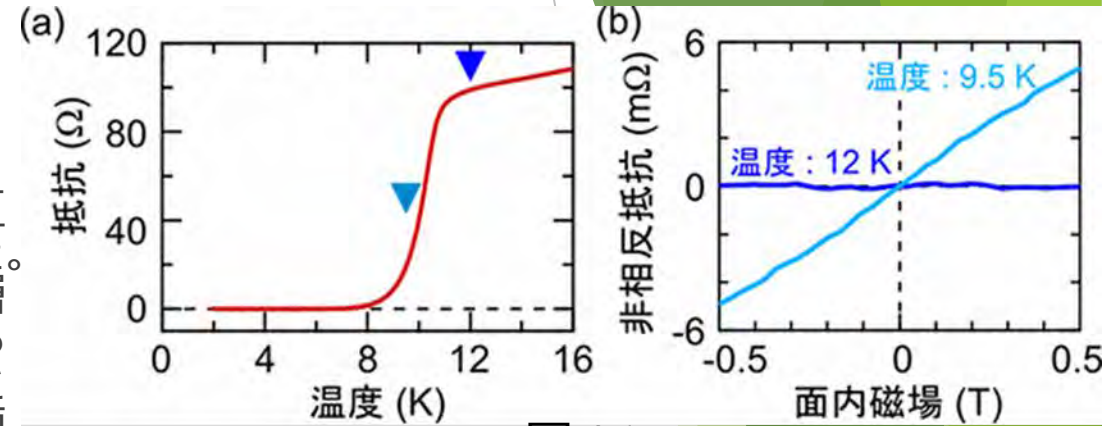 (a)
120
80
40
0
抵抗 (Ω)
0 4 8 12 16
温度 (K)
(b)
6
0
-6
非相反抵抗 (mΩ)
温度 : 9.5 K
温度 : 12 K
-0.5 0 0.5
面内磁場 (T)